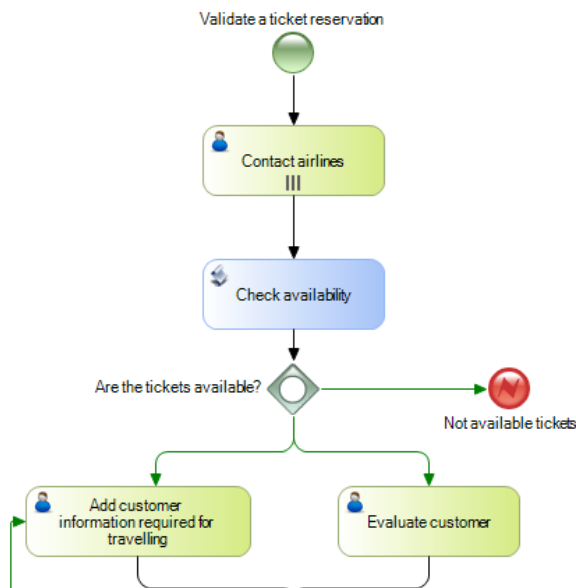 Validate a ticket reservation
Contact airlines
Check availability
Are the tickets available?
Not available tickets
Add customer
information required for
travelling
Evaluate customer